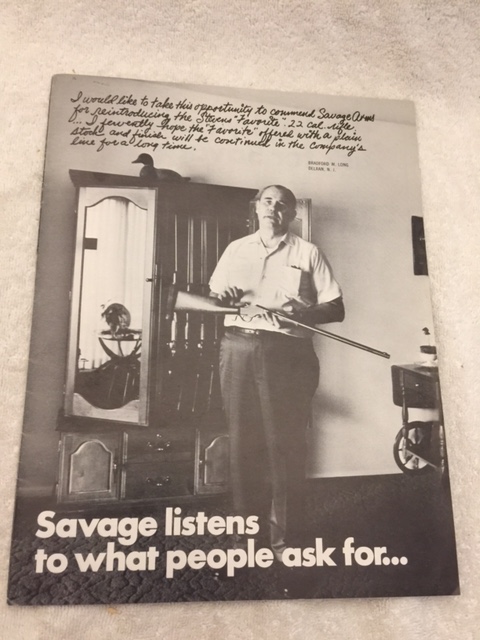 I would like to take this opportunity to commend Savage Arms
for reintroducing the Stevens "Favorite" .22 cal. rifle.
I fervently hope the "Favorite" offered with a plain
stock and finish will be continued in the Company's
line for a long time.
BRADFORD W. LONG
DELRAN, N. J.
Savage listens
to what people ask for...